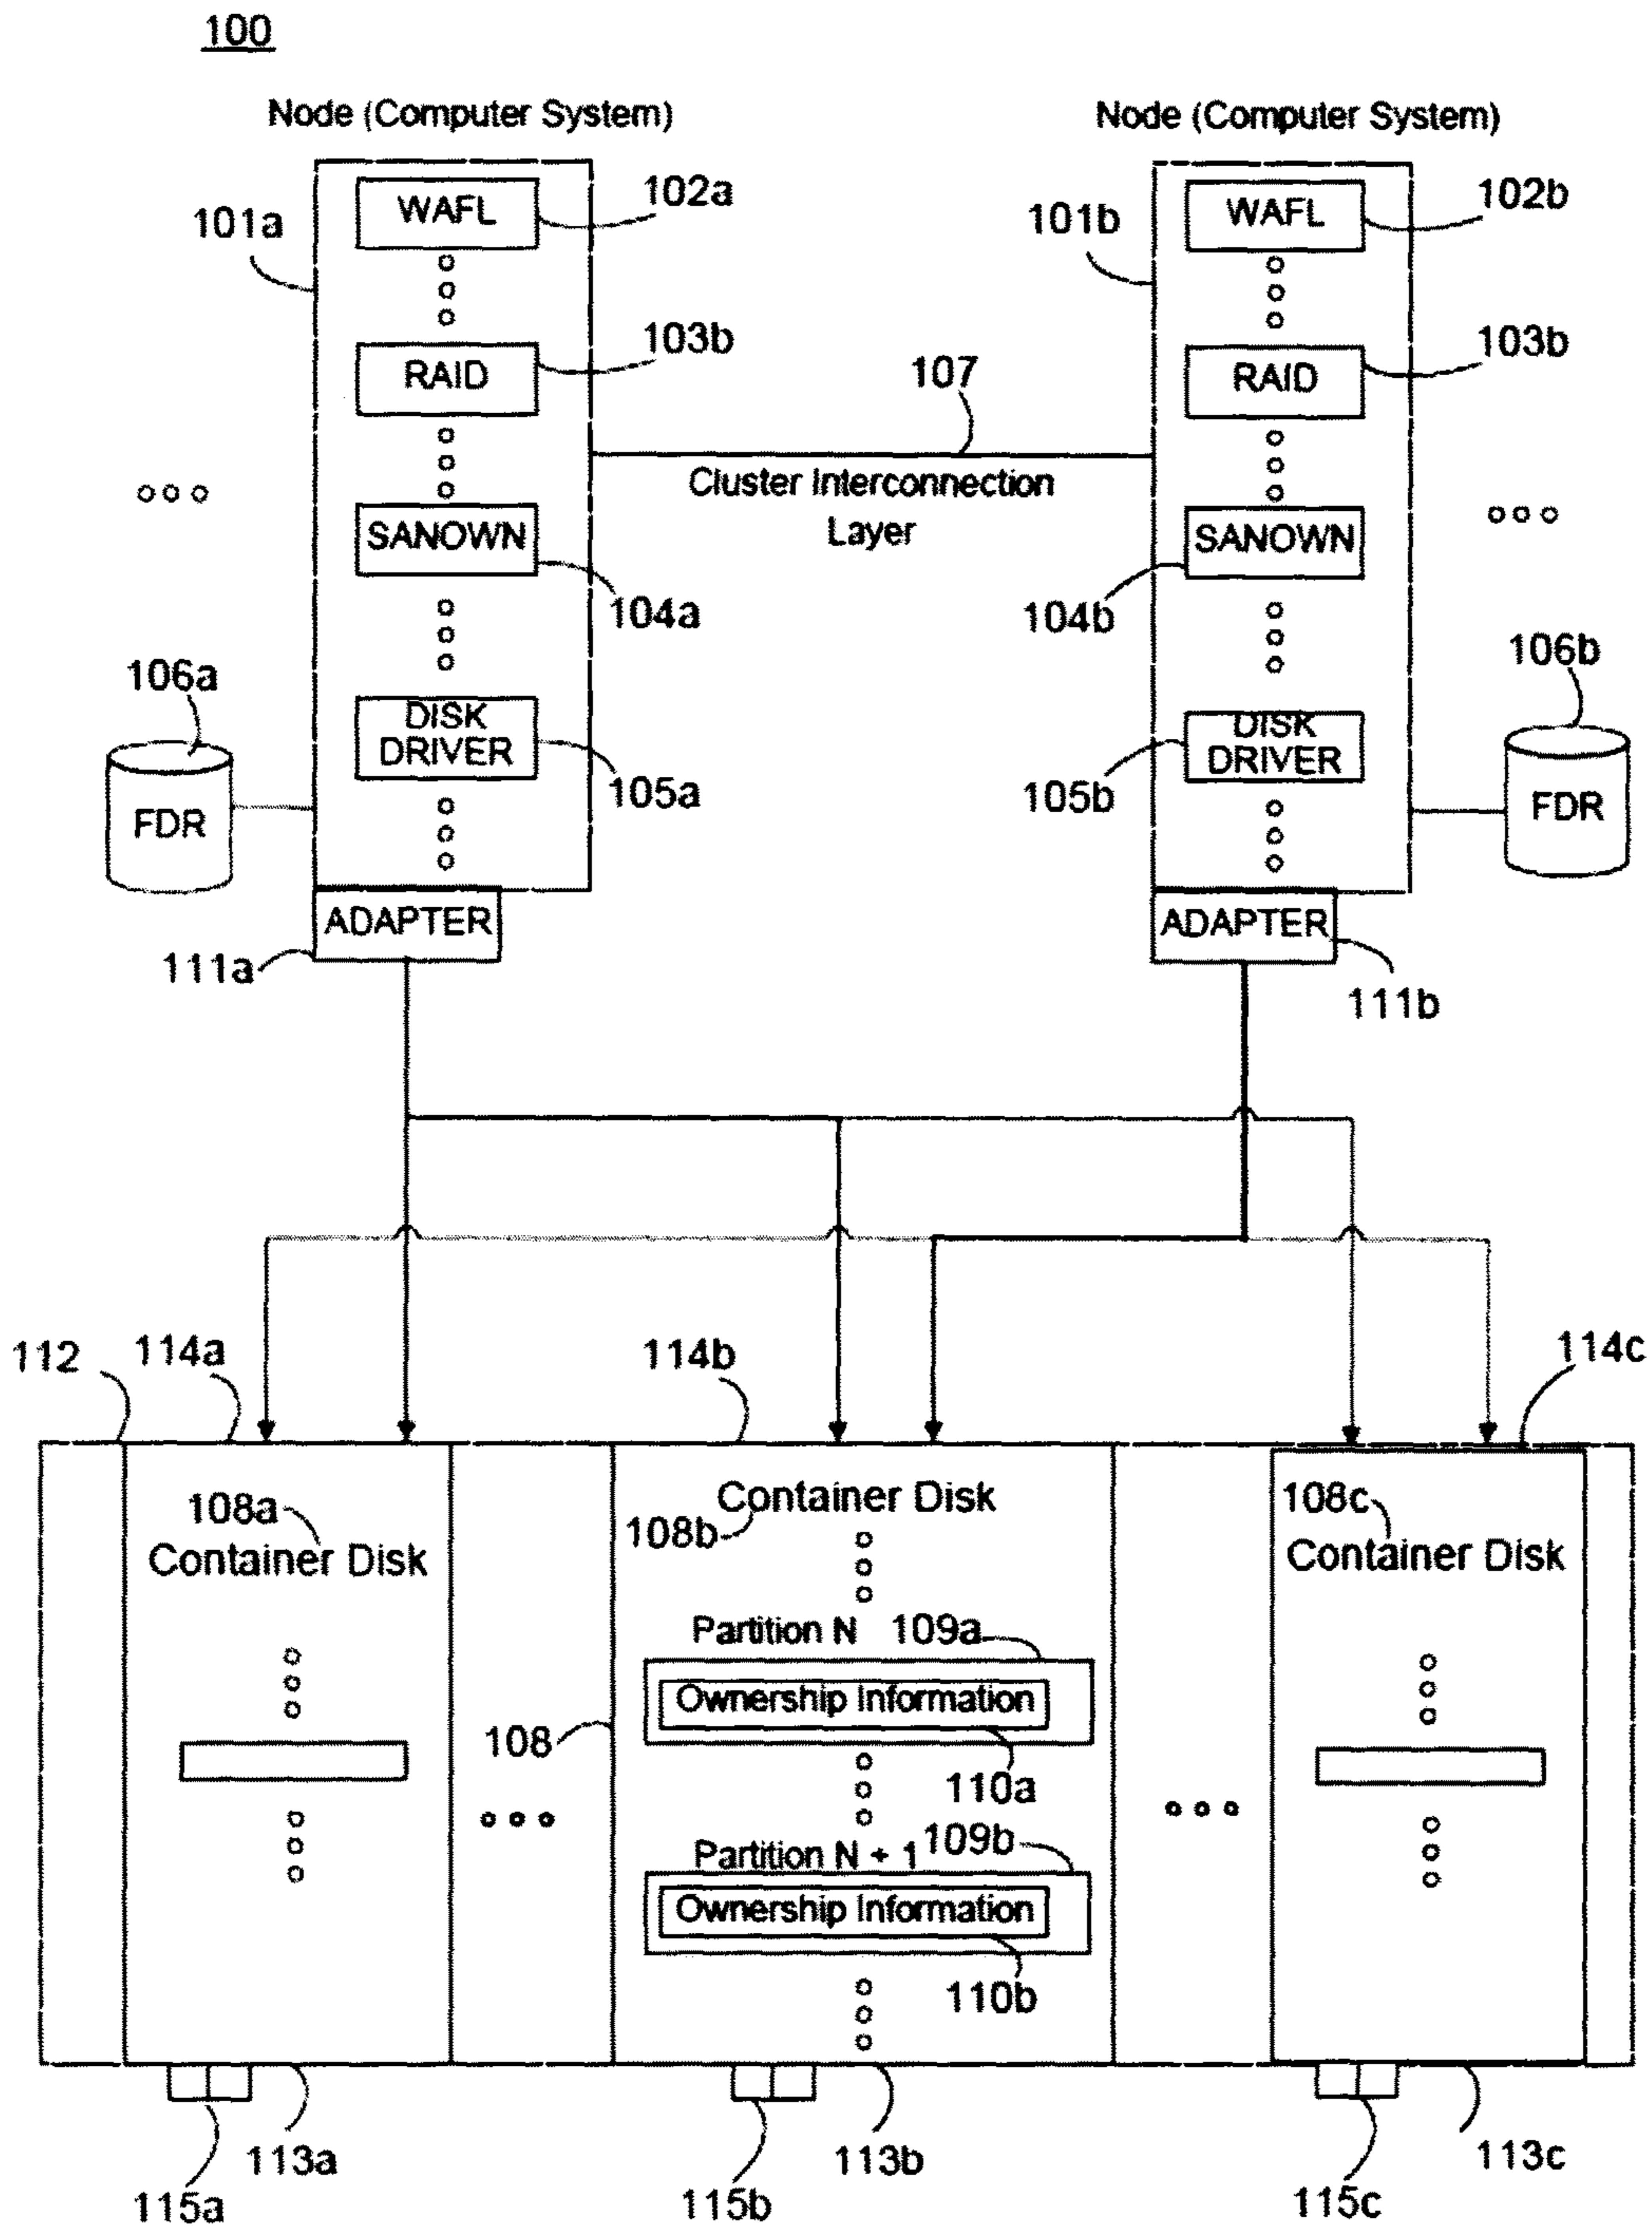 100
Node (Computer System)
Node (Computer System)
WAFL
102a
WAFL
102b
101a
101b
RAID
103b
RAID
103b
107
Cluster Interconnection
Layer
SANOWN
SANOWN
104a
104b
106a
106b
DISK
DRIVER
DISK
DRIVER
105a
105b
FDR
FDR
ADAPTER
ADAPTER
111a
111b
112
114a
114b
114c
108a
Container Disk
Container Disk
108b
108c
Container Disk
Partition N
109a
Ownership Information
108
110a
Partition N + 1
109b
Ownership Information
110b
113a
113b
113c
115a
115b
115c